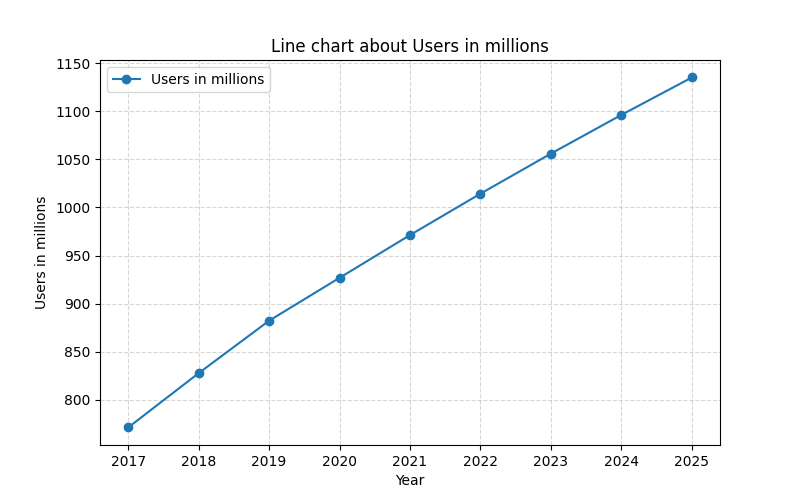 Line chart about Users in millions
Users in millions
Users in millions
1150
1100
1050
1000
950
900
850
800
2017 2018 2019 2020 2021 2022 2023 2024 2025
Year